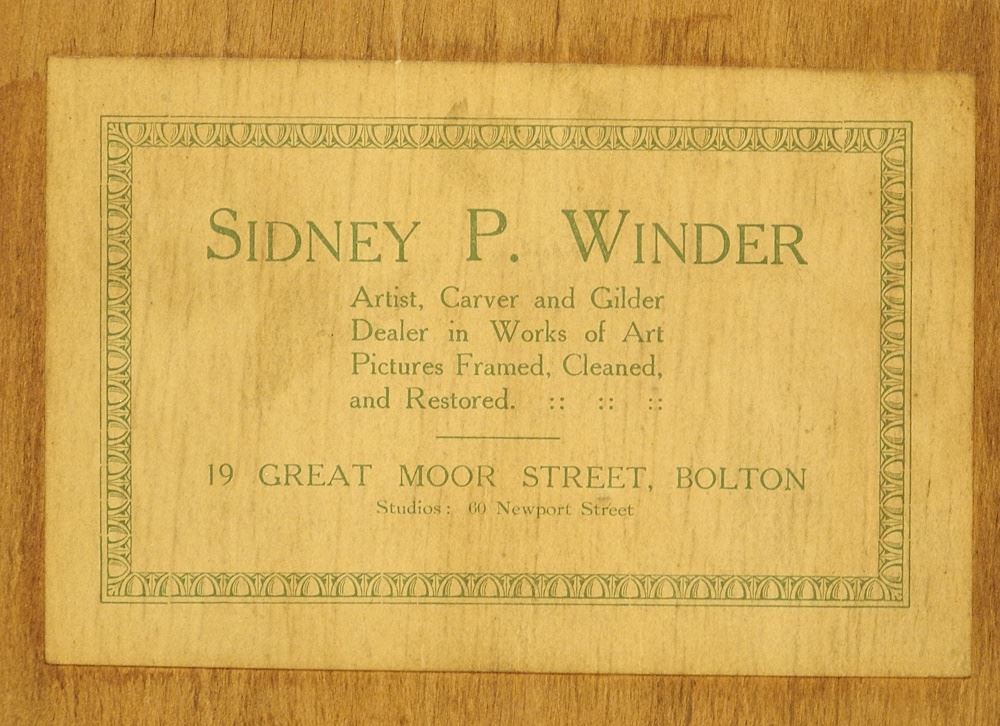 SIDNEY P. WINDER
Artist, Carver and Gilder
Dealer in Works of Art
Pictures Framed, Cleaned,
and Restored. :: :: ::
19 GREAT MOOR STREET, BOLTON
Studios: 60 Newport Street